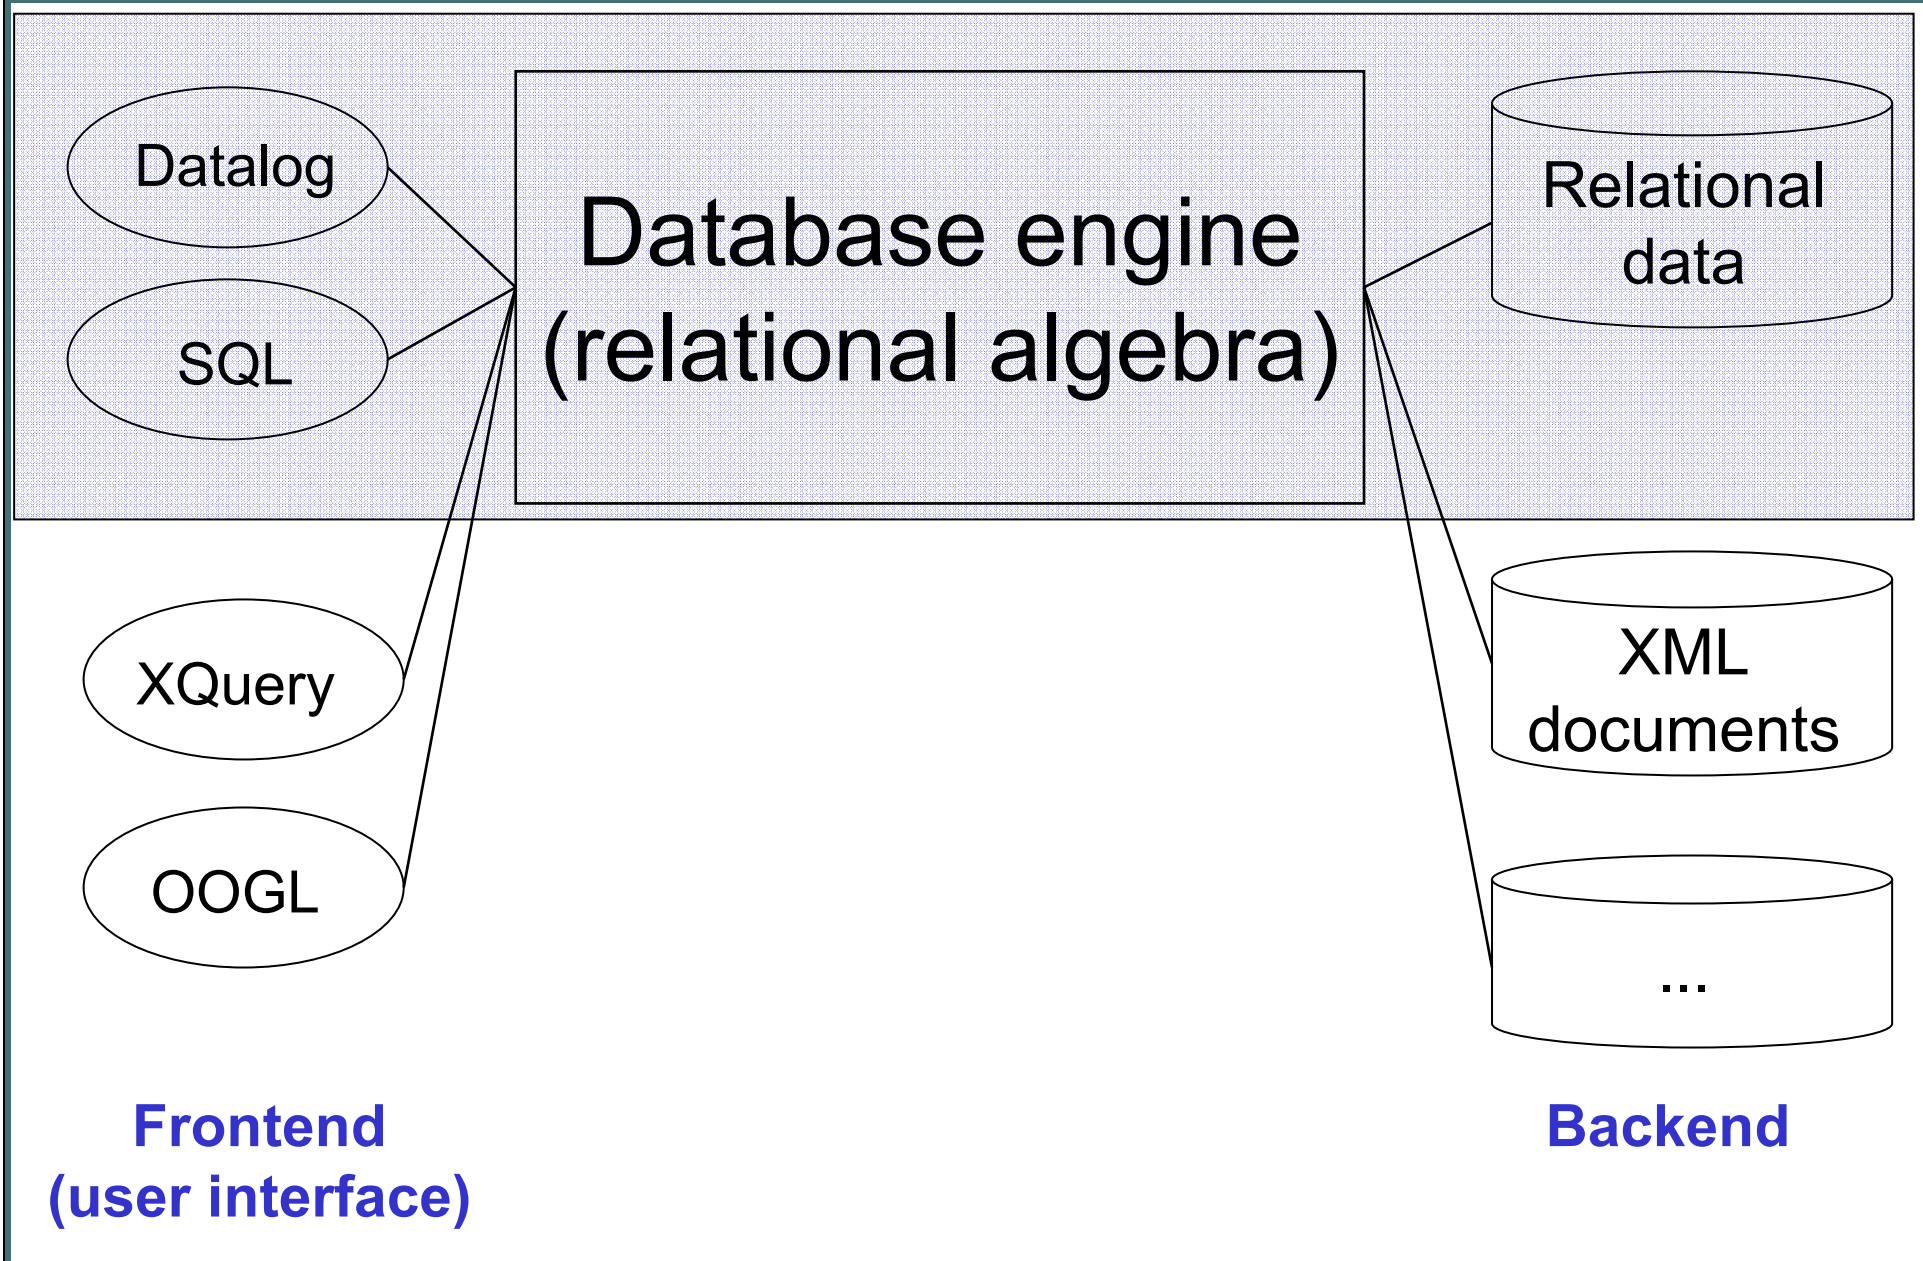 Datalog
SQL
Database engine
(relational algebra)
Relational
data
XQuery
OOGL
XML
documents
...
Frontend
(user interface)
Backend